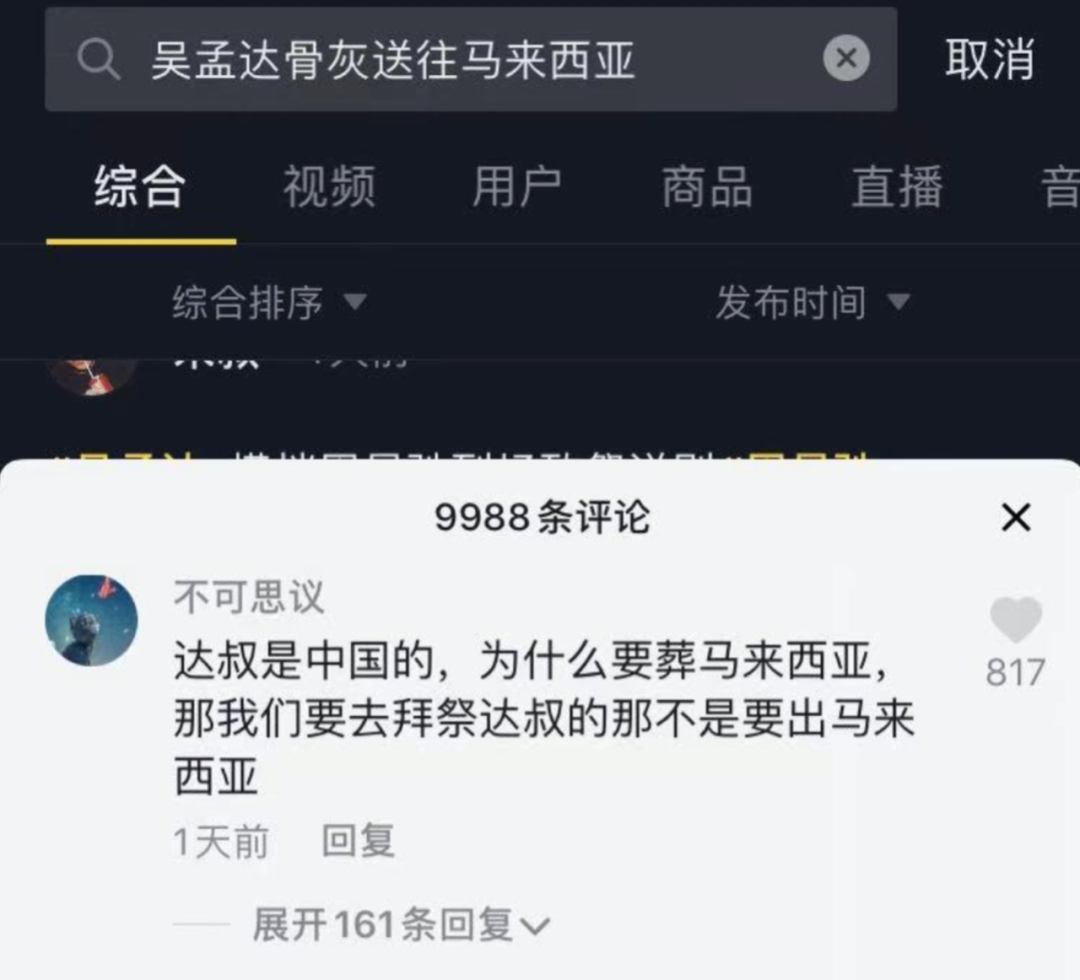 吴孟达骨灰送往马来西亚
取消
综合 视频 用户 商品 直播 音
综合排序 发布时间
9988条评论
不可思议
达叔是中国的，为什么要葬马来西亚，
那我们要去拜祭达叔的那不是要出马来
西亚
817
1天前 回复
展开161条回复